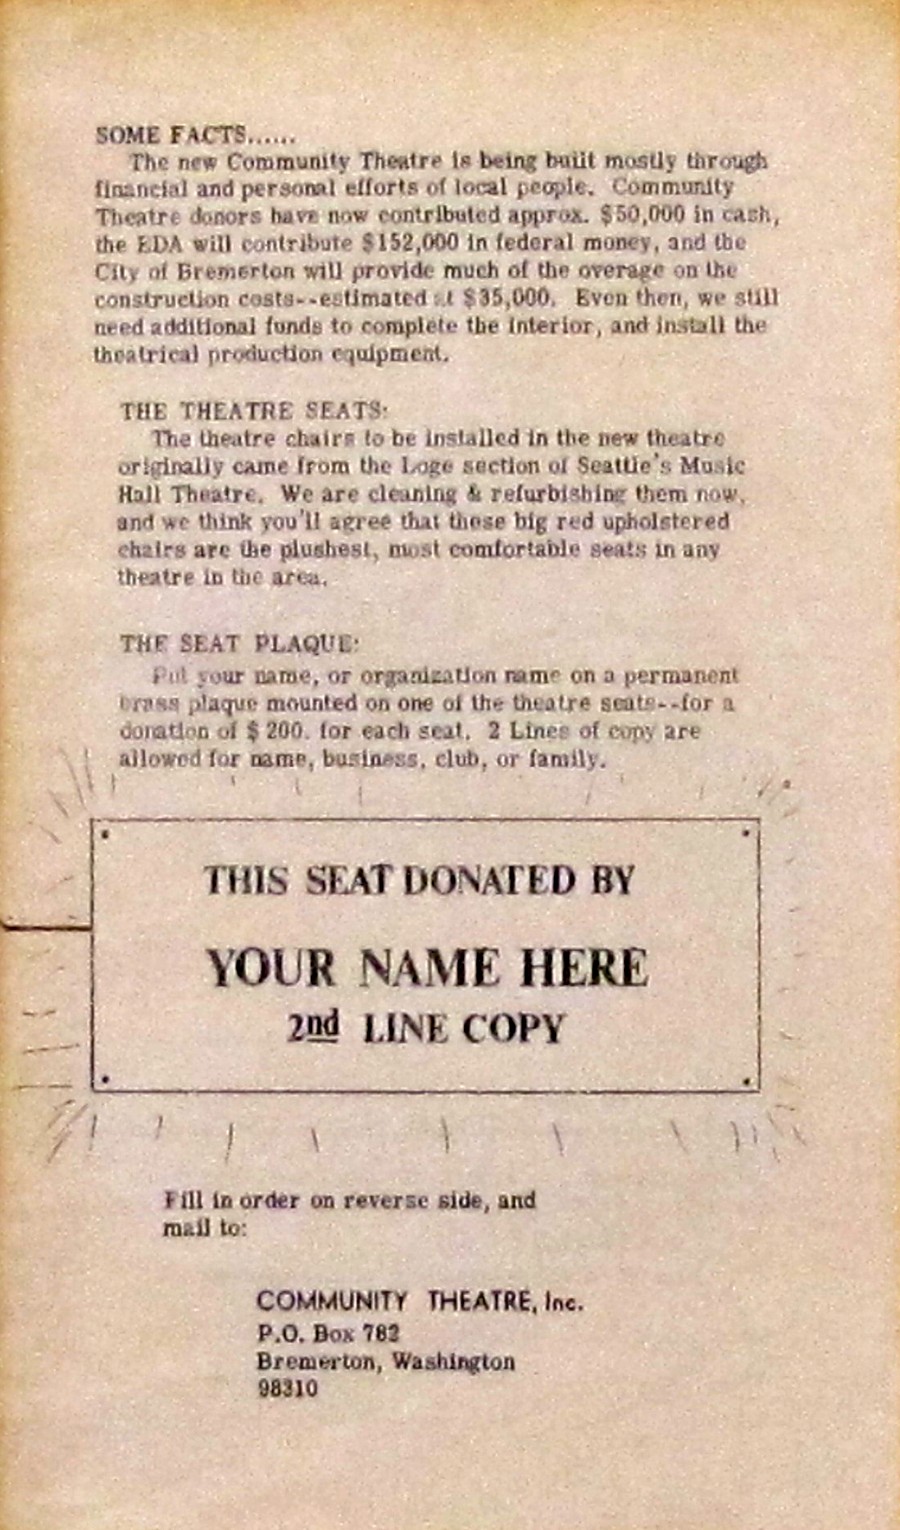 SOME FACTS......
The new Community Theatre is being built mostly through
financial and personal efforts of local people. Community
Theatre donors have now contributed approx. $50,000 in cash,
the EDA will contribute $152,000 in federal money, and the
City of Bremerton will provide much of the overage on the
construction costs--estimated at $35,000. Even then, we still
need additional funds to complete the interior, and install the
theatrical production equipment.
THE THEATRE SEATS:
The theatre chairs to be installed in the new theatre
originally came from the Loge section of Seattle's Music
Hall Theatre. We are cleaning & refurbishing them now,
and we think you'll agree that these big red upholstered
chairs are the plushest, most comfortable seats in any
theatre in the area.
THE SEAT PLAQUE:
Put your name, or organization name on a permanent
brass plaque mounted on one of the theatre seats--for a
donation of $ 200. for each seat. 2 Lines of copy are
allowed for name, business, club, or family.
THIS SEAT DONATED BY
YOUR NAME HERE
2nd LINE COPY
Fill in order on reverse side, and
mail to:
COMMUNITY THEATRE, Inc.
P.O. Box 782
Bremerton, Washington
98310